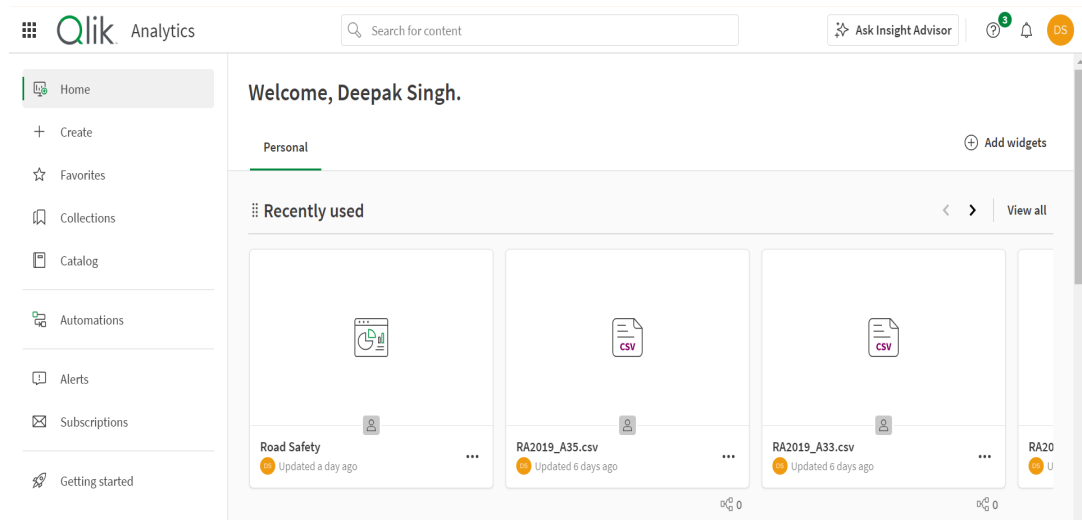 Qlik Analytics
Search for content
Ask Insight Advisor
3
DS
Home
Create
Favorites
Collections
Catalog
Automations
Alerts
Subscriptions
Getting started
Welcome, Deepak Singh.
Personal
Add widgets
Recently used
View all
Road Safety
DS Updated a day ago
CSV
RA2019_A35.csv
DS Updated 6 days ago
0
CSV
RA2019_A33.csv
DS Updated 6 days ago
0
RA20
DS U